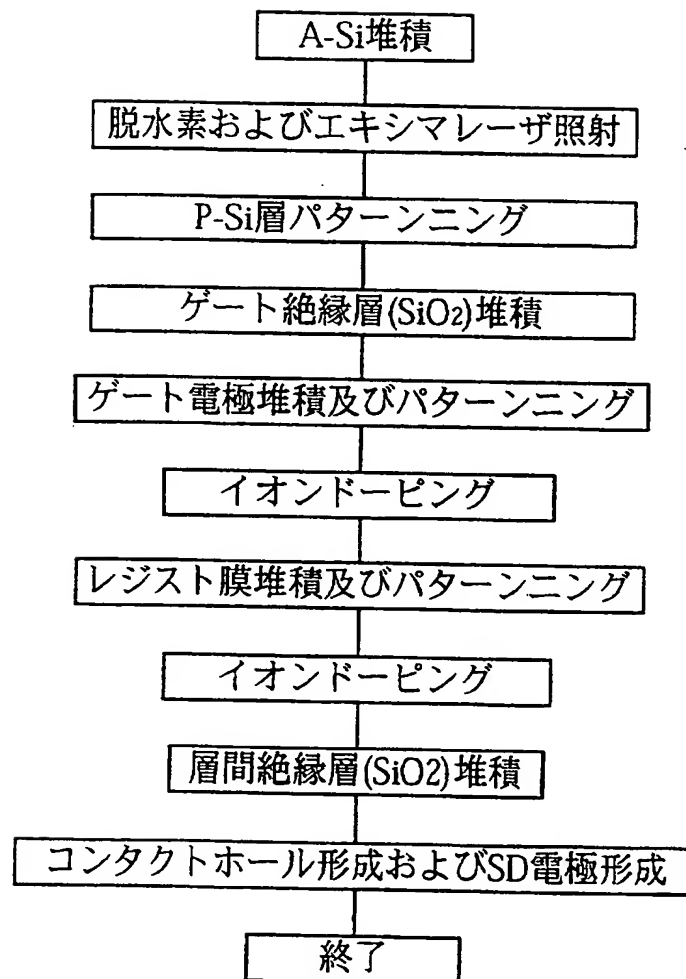 A-Si堆積
脱水素およびエキシマレーザ照射
P-Si層パターンニング
ゲート絶縁層(SiO₂)堆積
ゲート電極堆積及びパターンニング
イオンドーピング
レジスト膜堆積及びパターンニング
イオンドーピング
層間絶縁層(SiO2)堆積
コンタクトホール形成およびSD電極形成
終了